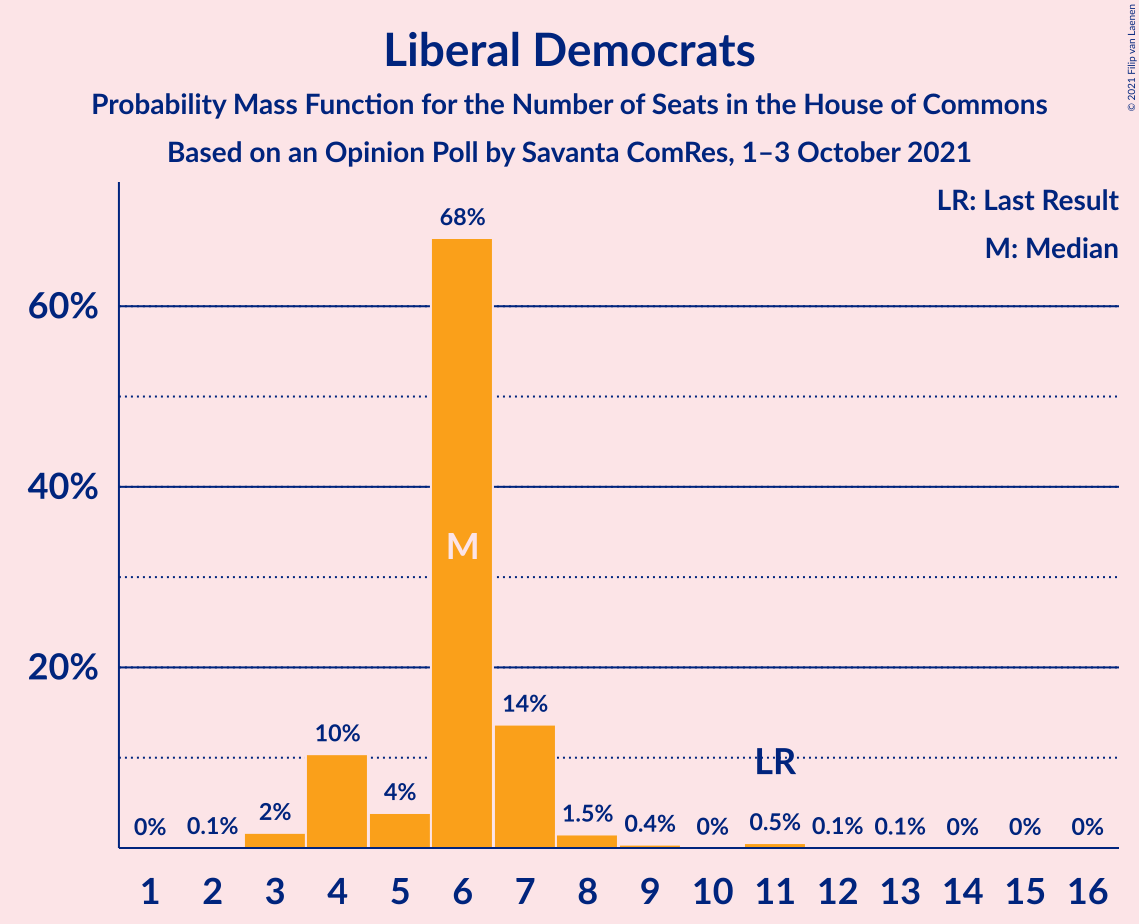 Liberal Democrats
Probability Mass Function for the Number of Seats in the House of Commons
Based on an Opinion Poll by Savanta ComRes, 1–3 October 2021
© 2021 Filip van Laenen
LR: Last Result
M: Median
60%
40%
20%
0%
0.1%
2%
10%
4%
68%
14%
1.5%
0.4%
0%
0.5%
0.1%
0.1%
0%
0%
0%
M
LR
1 2 3 4 5 6 7 8 9 10 11 12 13 14 15 16